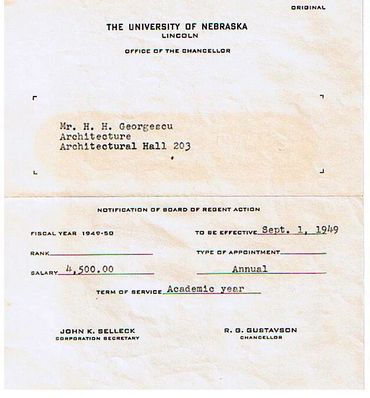 ORIGINAL
THE UNIVERSITY OF NEBRASKA
LINCOLN
OFFICE OF THE CHANCELLOR
Mr. H. H. Georgescu
Architecture
Architectural Hall 203
NOTIFICATION OF BOARD OF REGENT ACTION
FISCAL YEAR 1949-50 TO BE EFFECTIVE Sept. 1, 1949
RANK TYPE OF APPOINTMENT
SALARY 4,500.00 Annual
TERM OF SERVICE Academic year
JOHN K. SELLECK R. G. GUSTAVSON
CORPORATION SECRETARY CHANCELLOR